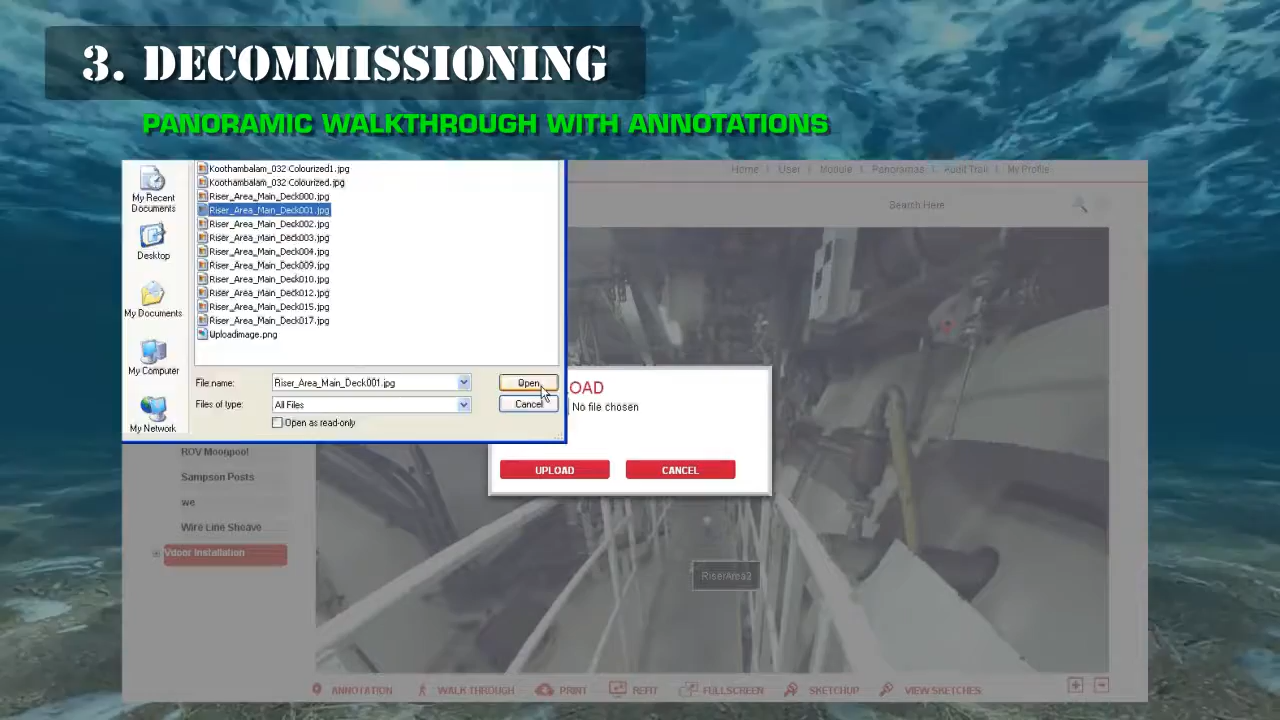 3. DECOMMISSIONING
PANORAMIC WALKTHROUGH WITH ANNOTATIONS
Home User Module Panoramas Audit Trail My Profile
Search Here
My Recent Documents
Desktop
My Documents
My Computer
My Network
Koothambalam_032 Colourized1.jpg
Koothambalam_032 Colourized.jpg
Riser_Area_Main_Deck000.jpg
Riser_Area_Main_Deck001.jpg
Riser_Area_Main_Deck002.jpg
Riser_Area_Main_Deck003.jpg
Riser_Area_Main_Deck004.jpg
Riser_Area_Main_Deck009.jpg
Riser_Area_Main_Deck010.jpg
Riser_Area_Main_Deck012.jpg
Riser_Area_Main_Deck015.jpg
Riser_Area_Main_Deck017.jpg
UploadImage.png
File name: Riser_Area_Main_Deck001.jpg Open
Files of type: All Files Cancel
Open as read-only
OAD
No file chosen
UPLOAD CANCEL
ROV Moonpool
Sampson Posts
we
Wire Line Sheave
Vdoor Installation
RiserArea2
ANNOTATION WALK THROUGH PRINT REFIT FULLSCREEN SKETCHUP VIEW SKETCHES